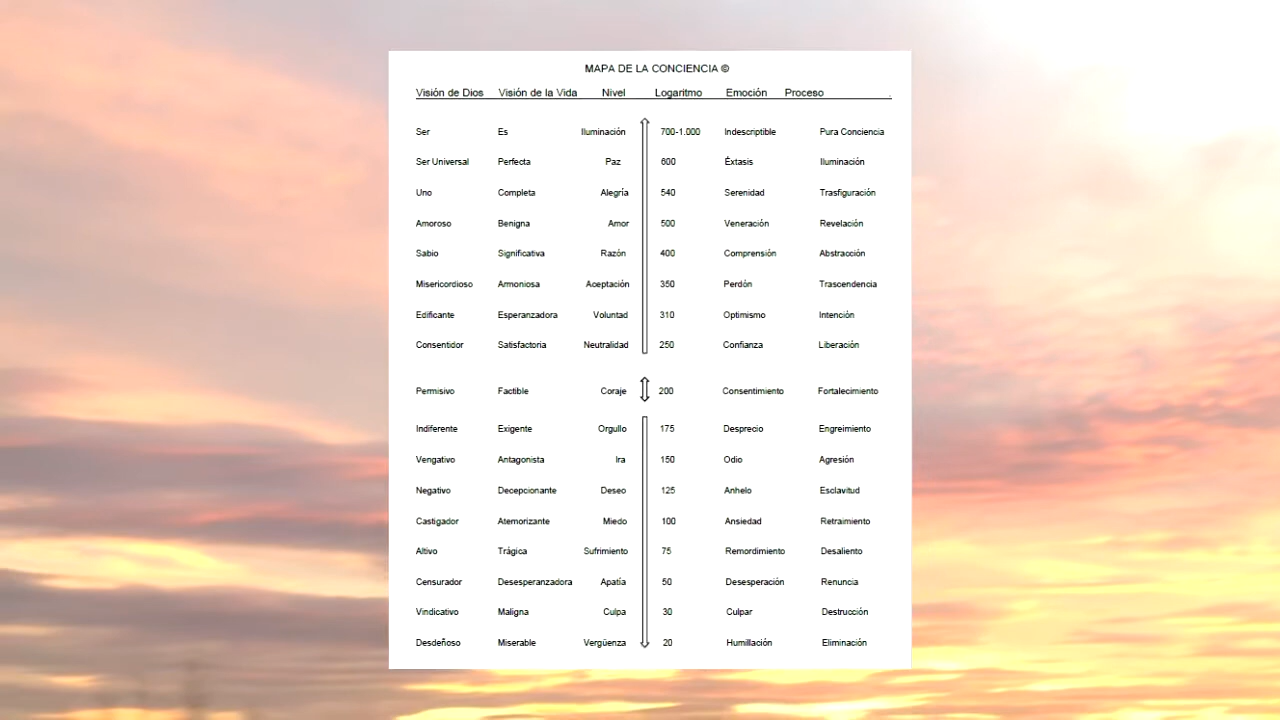 MAPA DE LA CONCIENCIA ©
Visión de Dios Visión de la Vida Nivel Logaritmo Emoción Proceso .
Ser Es Iluminación 700-1.000 Indescriptible Pura Conciencia
Ser Universal Perfecta Paz 600 Éxtasis Iluminación
Uno Completa Alegría 540 Serenidad Trasfiguración
Amoroso Benigna Amor 500 Veneración Revelación
Sabio Significativa Razón 400 Comprensión Abstracción
Misericordioso Armoniosa Aceptación 350 Perdón Trascendencia
Edificante Esperanzadora Voluntad 310 Optimismo Intención
Consentidor Satisfactoria Neutralidad 250 Confianza Liberación
Permisivo Factible Coraje 200 Consentimiento Fortalecimiento
Indiferente Exigente Orgullo 175 Desprecio Engreimiento
Vengativo Antagonista Ira 150 Odio Agresión
Negativo Decepcionante Deseo 125 Anhelo Esclavitud
Castigador Atemorizante Miedo 100 Ansiedad Retraimiento
Altivo Trágica Sufrimiento 75 Remordimiento Desaliento
Censurador Desesperanzadora Apatía 50 Desesperación Renuncia
Vindicativo Maligna Culpa 30 Culpar Destrucción
Desdeñoso Miserable Vergüenza 20 Humillación Eliminación